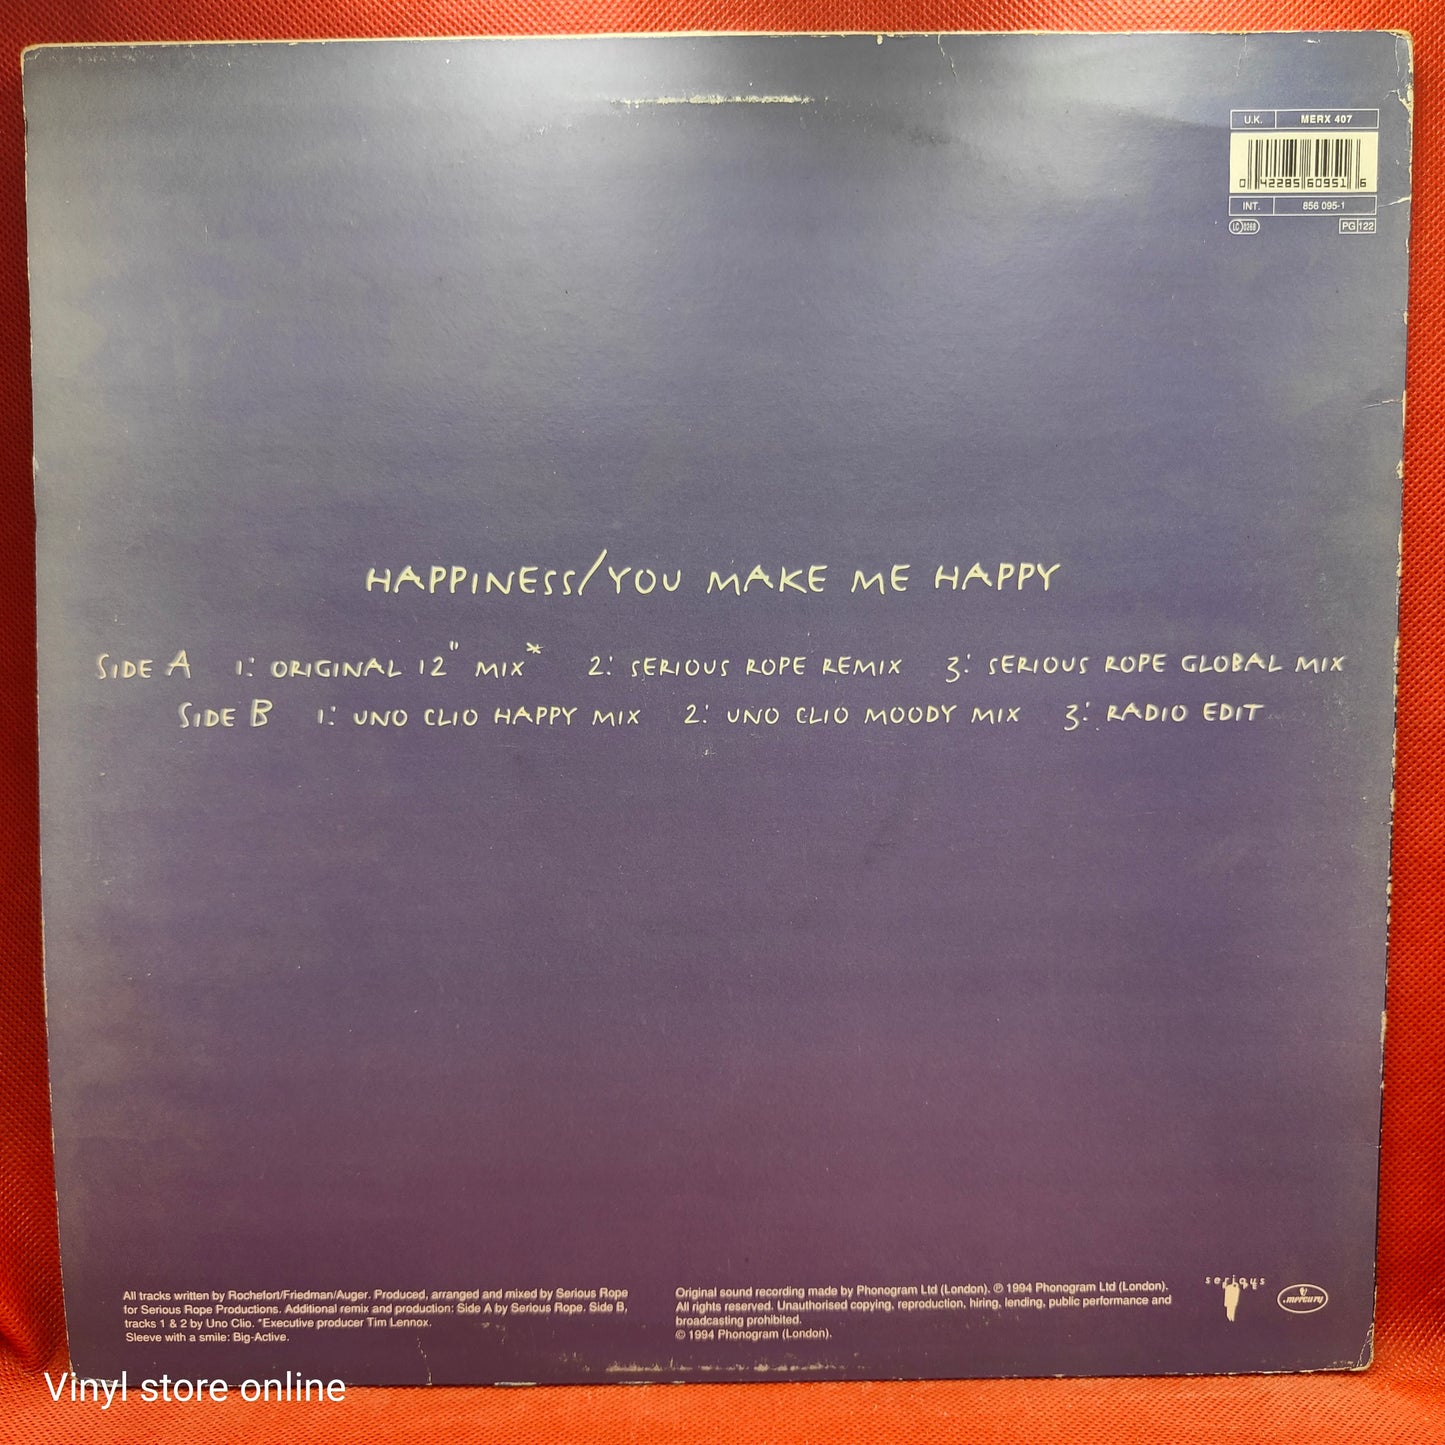 U.K. MERX 407
0 42285 60951 6
INT. 856 095-1
LC 0268 PG 122
HAPPINESS/YOU MAKE ME HAPPY
SIDE A 1: ORIGINAL 12" MIX* 2: SERIOUS ROPE REMIX 3: SERIOUS ROPE GLOBAL MIX
SIDE B 1: UNO CLIO HAPPY MIX 2: UNO CLIO MOODY MIX 3: RADIO EDIT
All tracks written by Rochefort/Friedman/Auger. Produced, arranged and mixed by Serious Rope
for Serious Rope Productions. Additional remix and production: Side A by Serious Rope. Side B,
tracks 1 & 2 by Uno Clio. *Executive producer Tim Lennox.
Sleeve with a smile: Big-Active.
Original sound recording made by Phonogram Ltd (London). ℗ 1994 Phonogram Ltd (London).
All rights reserved. Unauthorised copying, reproduction, hiring, lending, public performance and
broadcasting prohibited.
© 1994 Phonogram (London).
serious
ROPE
mercury
Vinyl store online